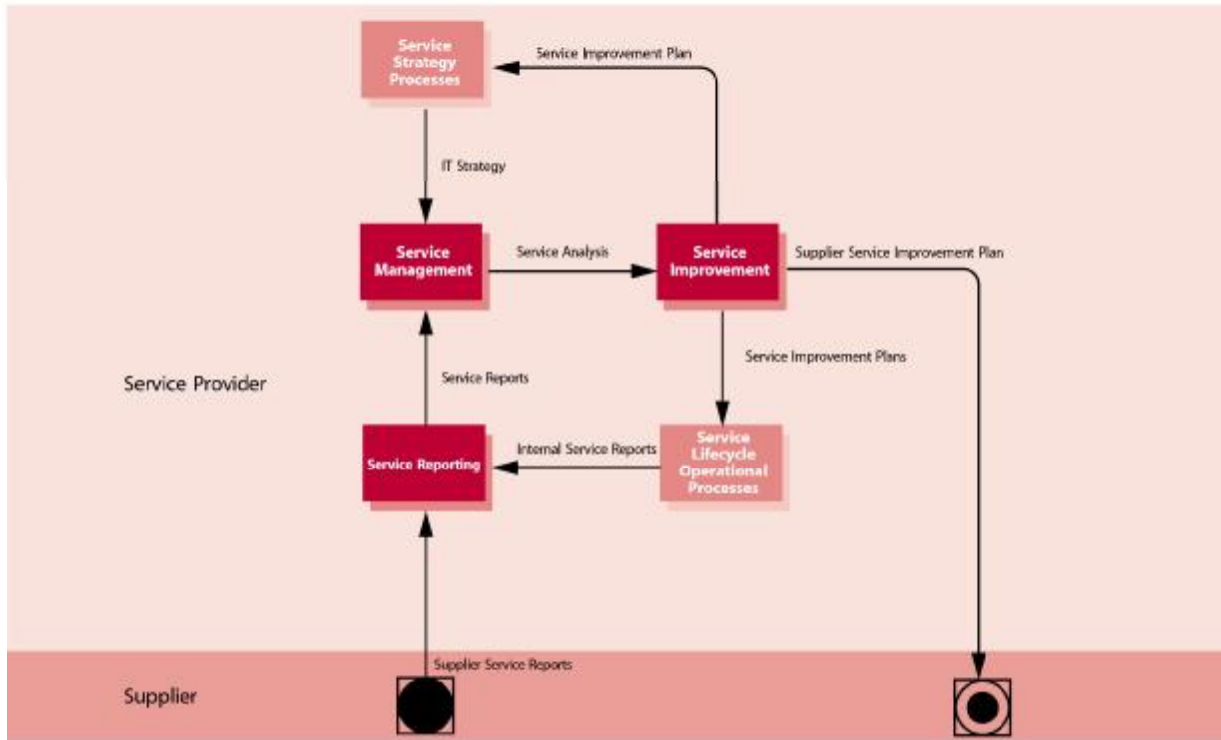 Service
Strategy
Processes
Service Improvement Plan
IT Strategy
Service
Management
Service Analysis
Service
Improvement
Supplier Service Improvement Plan
Service Improvement Plans
Service Provider
Service Reports
Service Reporting
Internal Service Reports
Service
Lifecycle
Operational
Processes
Supplier Service Reports
Supplier